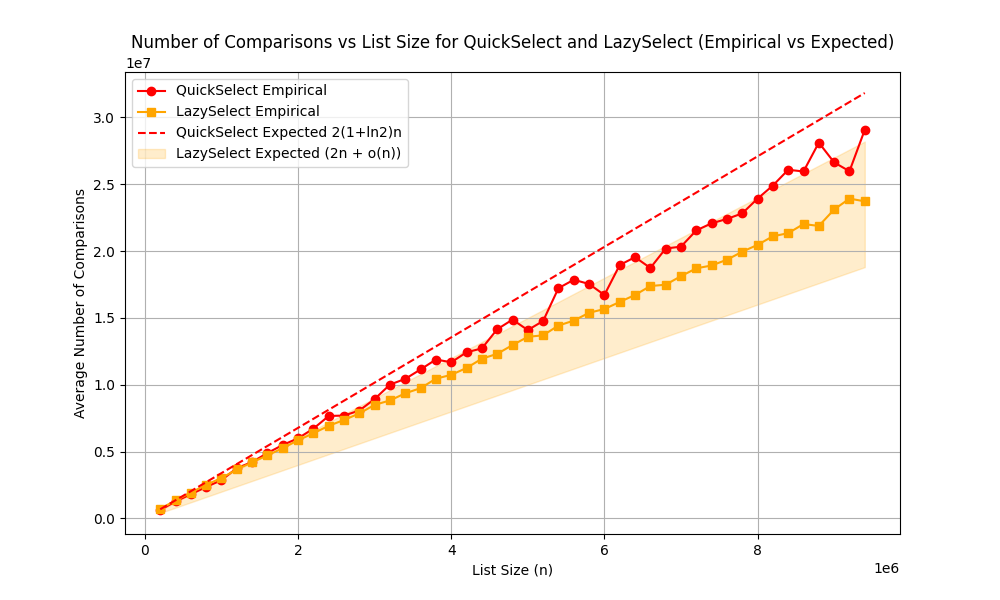 Number of Comparisons vs List Size for QuickSelect and LazySelect (Empirical vs Expected)
1e7
QuickSelect Empirical
LazySelect Empirical
QuickSelect Expected 2(1+ln2)n
LazySelect Expected (2n + o(n))
3.0
2.5
2.0
1.5
1.0
0.5
0.0
Average Number of Comparisons
0
2
4
6
8
List Size (n)
1e6